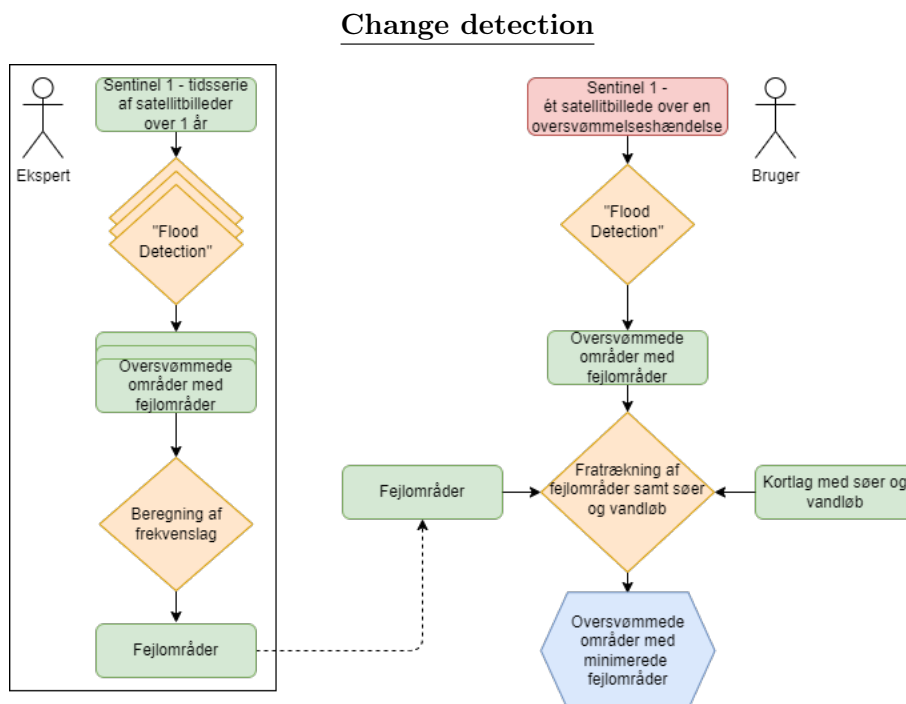 Change detection
Sentinel 1 - tidsserie
af satellitbilleder
over 1 år
Ekspert
"Flood
Detection"
Oversvømmede
områder med
fejlområder
Beregning af
frekvenslag
Fejlområder
Sentinel 1 -
ét satellitbillede over en
oversvømmelseshændelse
Bruger
"Flood
Detection"
Oversvømmede
områder med
fejlområder
Fejlområder
Fratrækning af
fejlområder samt søer
og vandløb
Kortlag med søer og
vandløb
Oversvømmede
områder med
minimerede
fejlområder